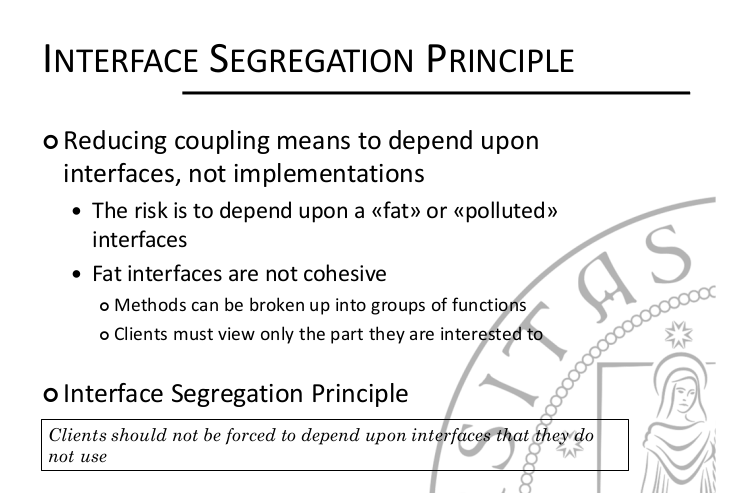 INTERFACE SEGREGATION PRINCIPLE
Reducing coupling means to depend upon
interfaces, not implementations
The risk is to depend upon a «fat» or «polluted»
interfaces
Fat interfaces are not cohesive
Methods can be broken up into groups of functions
Clients must view only the part they are interested to
Interface Segregation Principle
Clients should not be forced to depend upon interfaces that they do
not use
SITAS